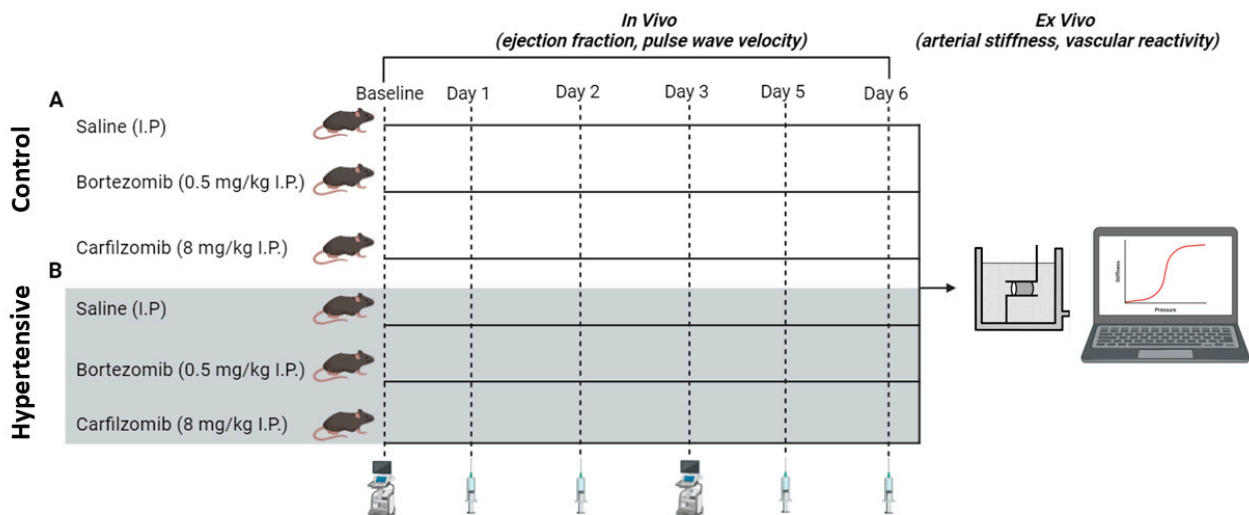 In Vivo
(ejection fraction, pulse wave velocity)
Ex Vivo
(arterial stiffness, vascular reactivity)
Baseline Day 1 Day 2 Day 3 Day 5 Day 6
A
Control
Saline (I.P)
Bortezomib (0.5 mg/kg I.P.)
Carfilzomib (8 mg/kg I.P.)
B
Hypertensive
Saline (I.P)
Bortezomib (0.5 mg/kg I.P.)
Carfilzomib (8 mg/kg I.P.)
Stiffness
Pressure